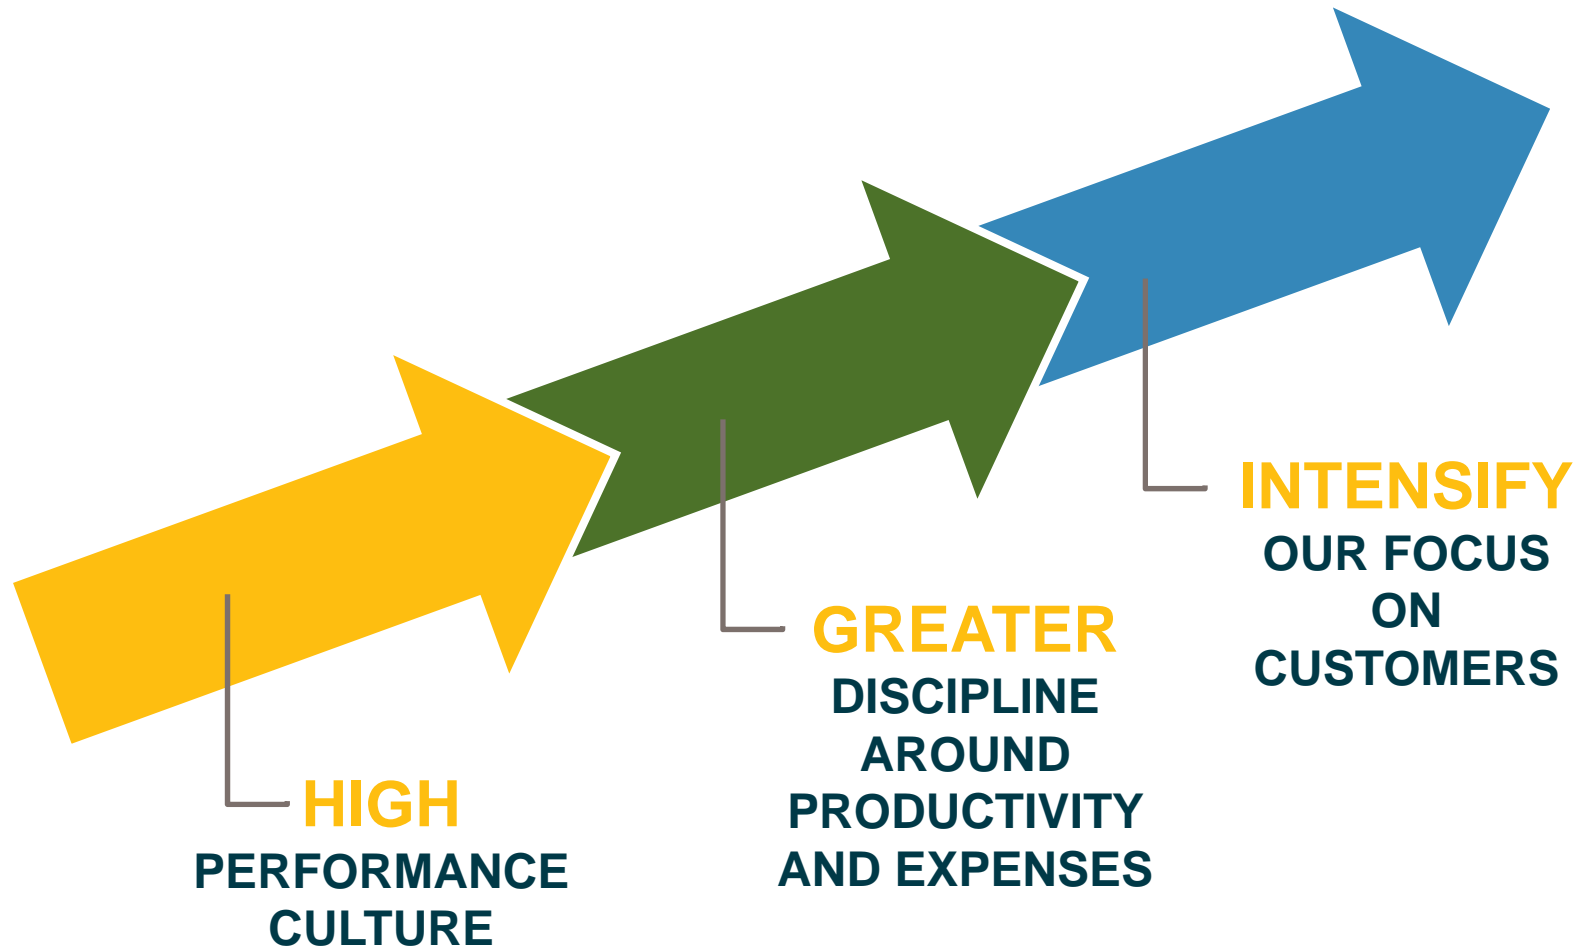 HIGH
PERFORMANCE
CULTURE
GREATER
DISCIPLINE
AROUND
PRODUCTIVITY
AND EXPENSES
INTENSIFY
OUR FOCUS
ON
CUSTOMERS